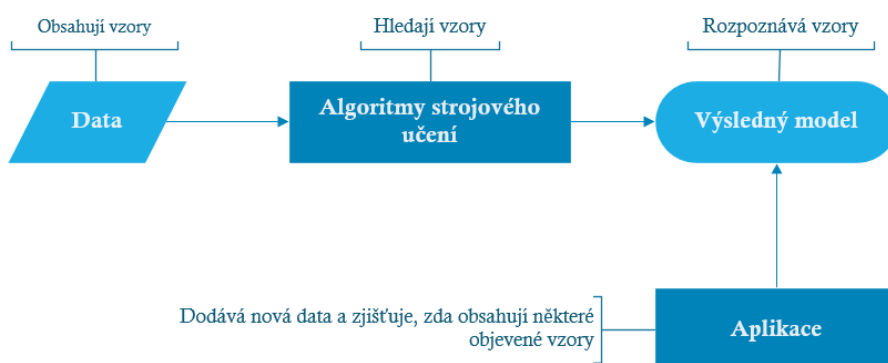 Obsahují vzory
Hledají vzory
Rozpoznává vzory
Data
Algoritmy strojového
učení
Výsledný model
Dodává nová data a zjišťuje, zda obsahují některé
objevené vzory
Aplikace